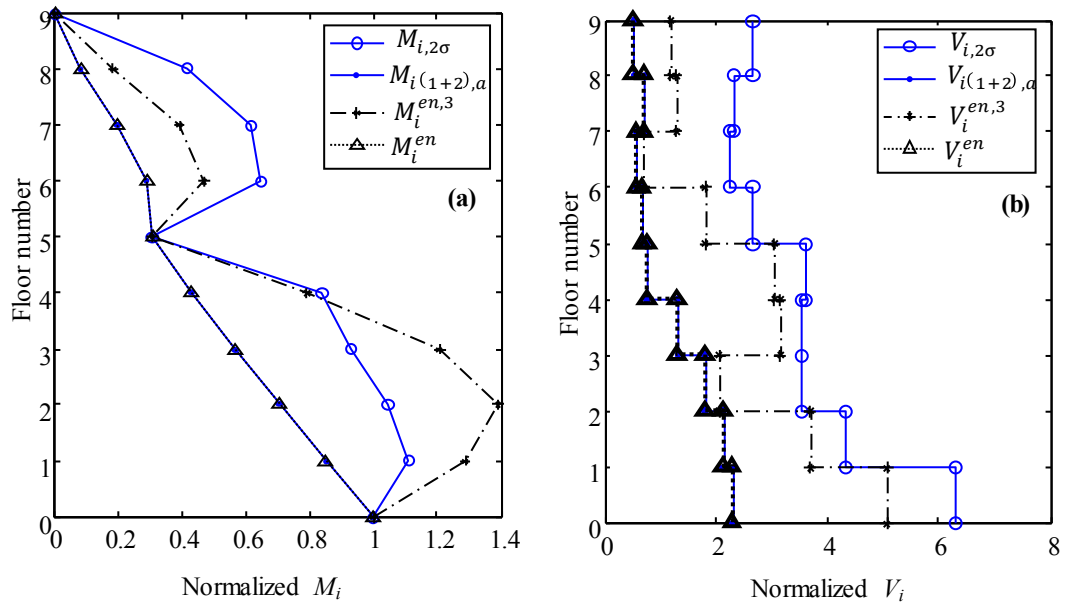 9
8
7
6
5
4
3
2
1
0
Floor number
0
0.2
0.4
0.6
0.8
1
1.2
1.4
Normalized M_i
M_{i,2σ}
M_{i(1+2),a}
M_i^{en,3}
M_i^{en}
(a)
9
8
7
6
5
4
3
2
1
0
Floor number
0
2
4
6
8
Normalized V_i
V_{i,2σ}
V_{i(1+2),a}
V_i^{en,3}
V_i^{en}
(b)